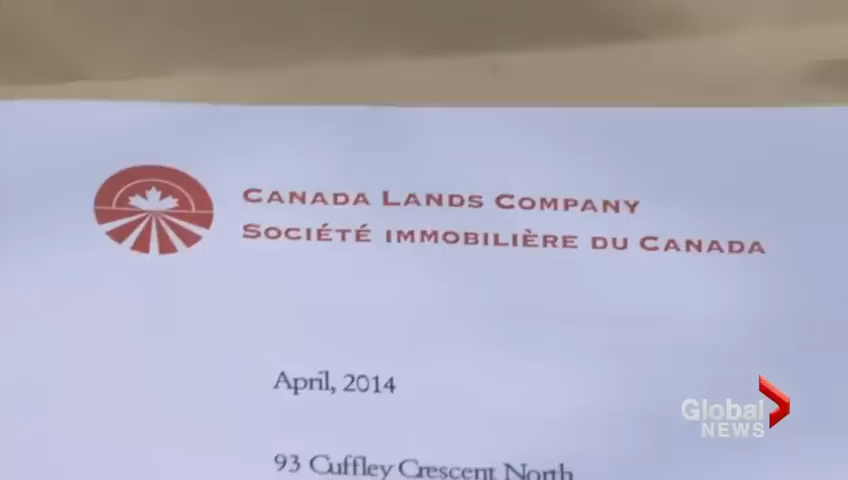 CANADA LANDS COMPANY
SOCIÉTÉ IMMOBILIÈRE DU CANADA
April, 2014
93 Cuffley Crescent North
Global
NEWS